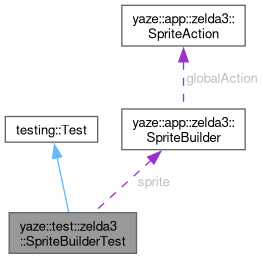 yaze::app::zelda3::
SpriteAction
globalAction
testing::Test
yaze::app::zelda3::
SpriteBuilder
sprite
yaze::test::zelda3
::SpriteBuilderTest